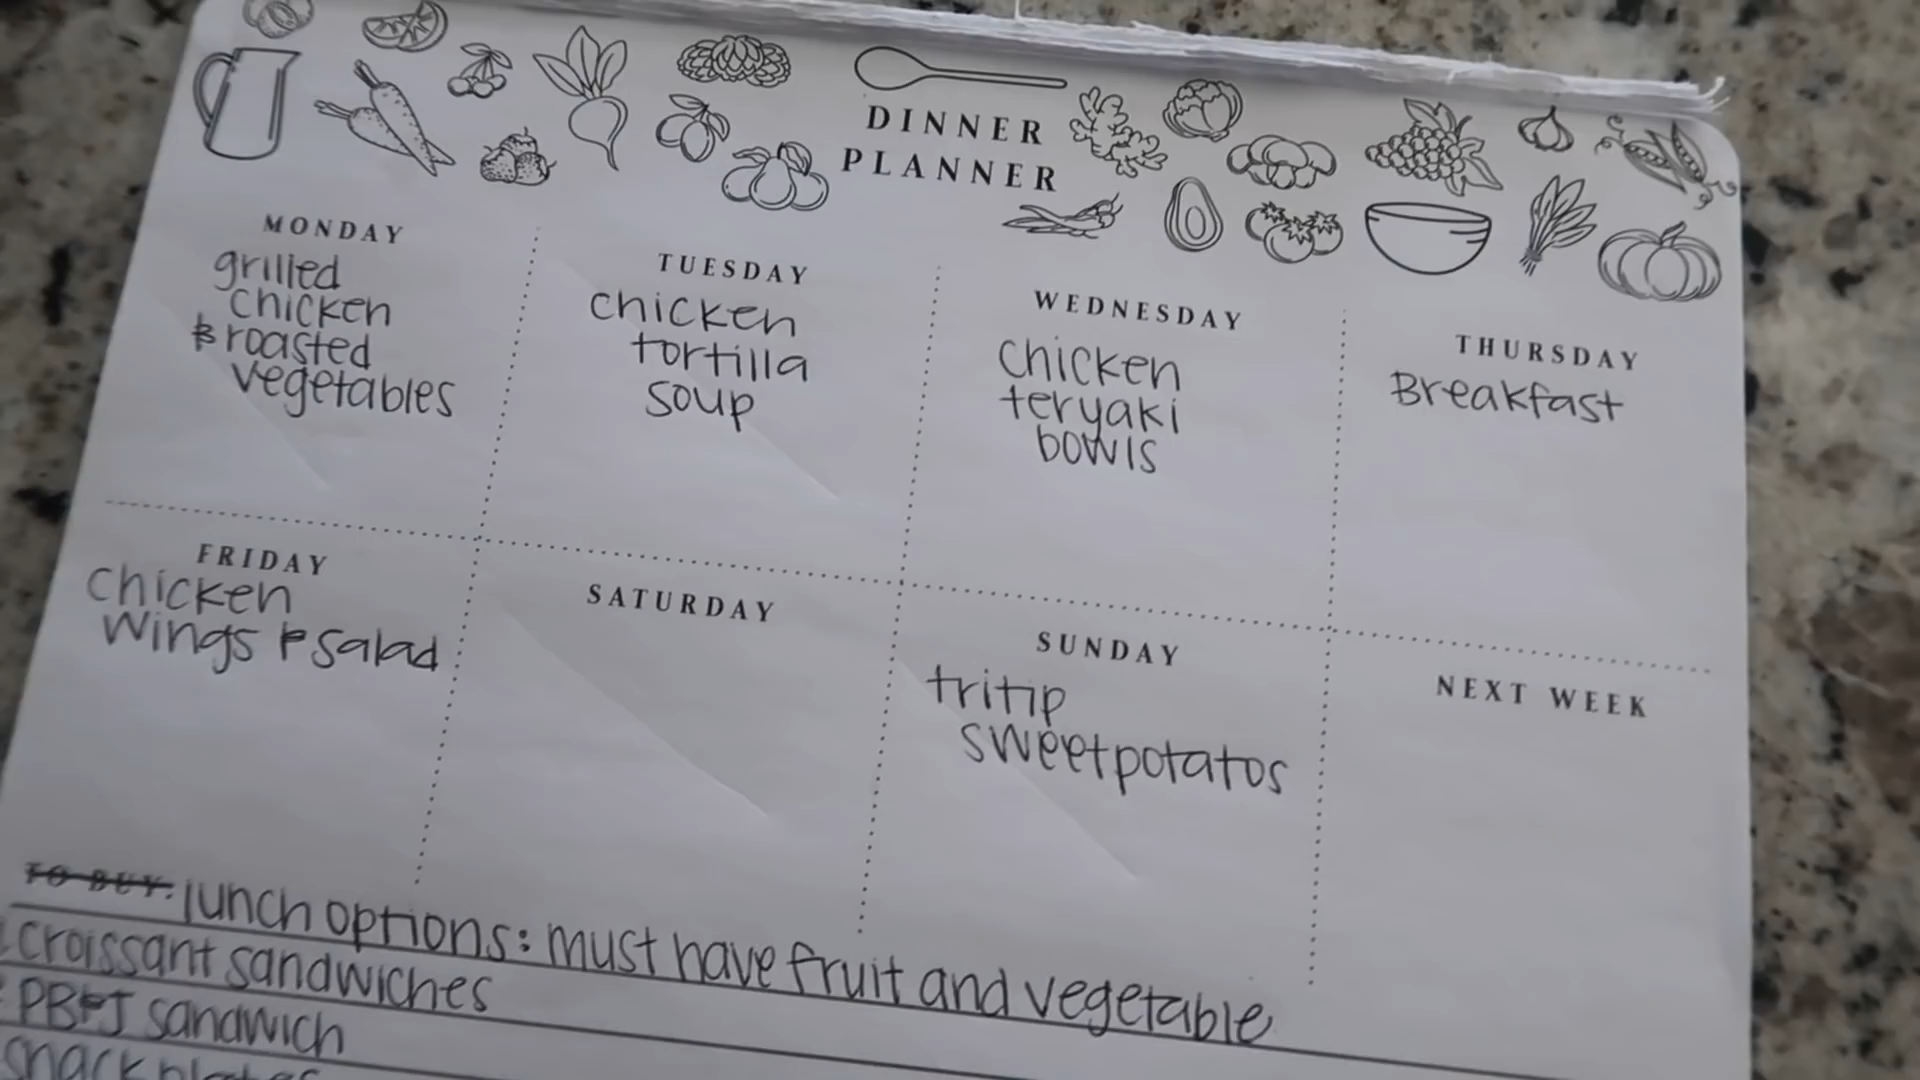 DINNER
PLANNER
MONDAY
grilled
chicken
& roasted
vegetables
TUESDAY
chicken
tortilla
soup
WEDNESDAY
Chicken
teryaki
bowls
THURSDAY
Breakfast
FRIDAY
Chicken
Wings & Salad
SATURDAY
SUNDAY
tritip
sweetpotatos
NEXT WEEK
TO BUY: lunch options: must have fruit and vegetable
croissant sandwiches
PB&J sandwich
snack plates